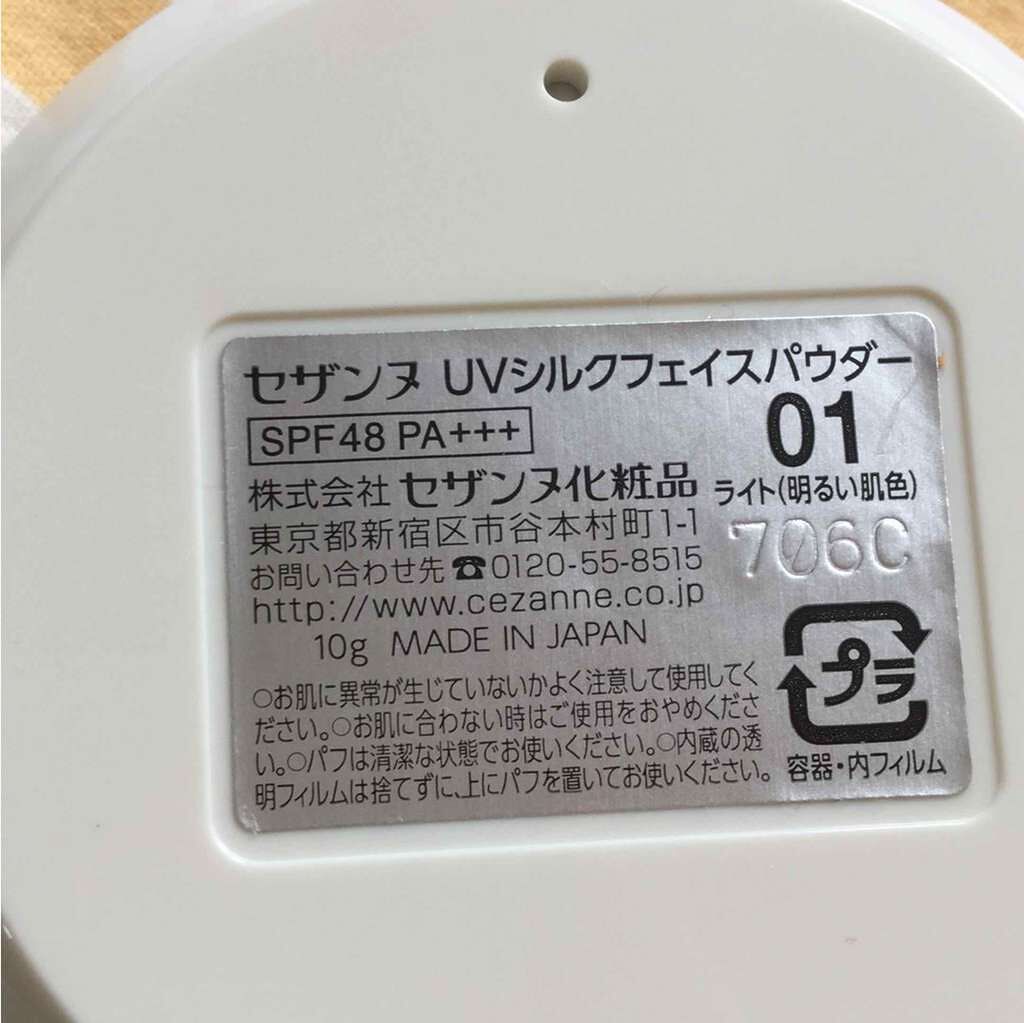 セザンヌ UVシルクフェイスパウダー
SPF48 PA+++
01
ライト(明るい肌色)
株式会社 セザンヌ化粧品
東京都新宿区市谷本村町1-1
お問い合わせ先☎0120-55-8515
http://www.cezanne.co.jp
10g MADE IN JAPAN
706C
○お肌に異常が生じていないかよく注意して使用してく
ださい。○お肌に合わない時はご使用をおやめくださ
い。○パフは清潔な状態でお使いください。○内蔵の透
明フィルムは捨てずに、上にパフを置いてお使いください。
プラ
容器・内フィルム